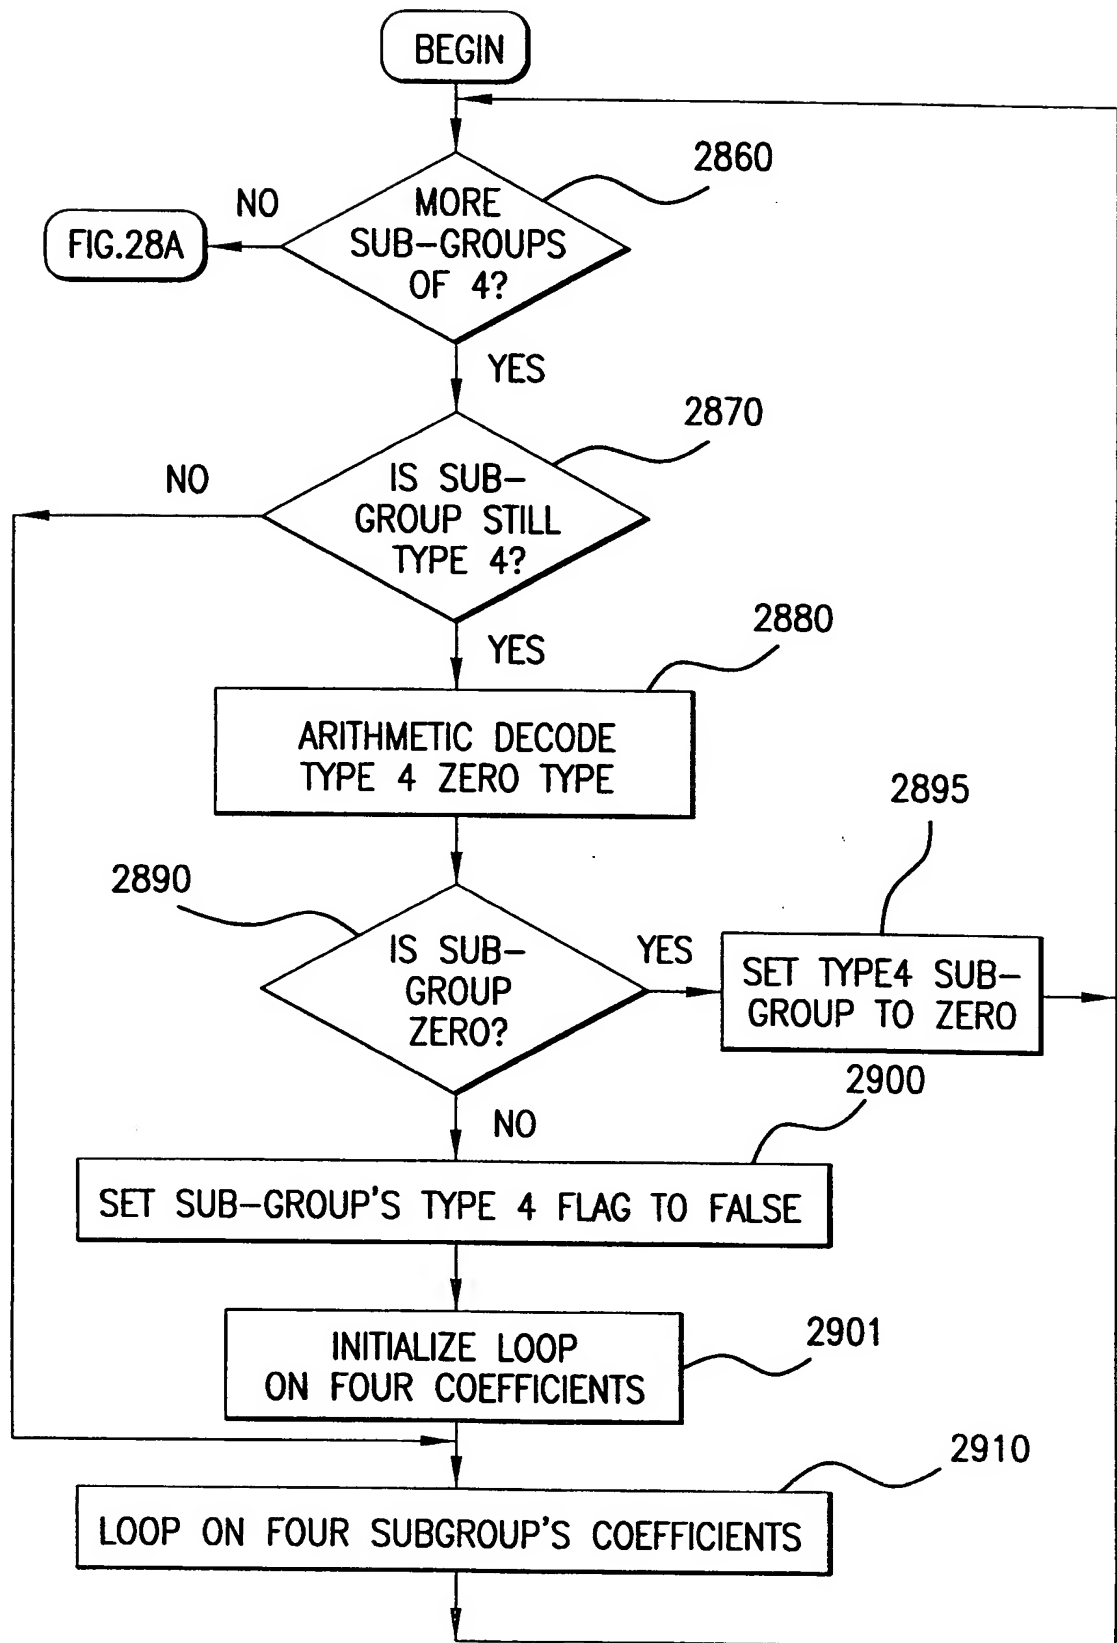 BEGIN
2860
MORE
SUB-GROUPS
OF 4?
NO
FIG.28A
YES
2870
IS SUB-
GROUP STILL
TYPE 4?
NO
YES
2880
ARITHMETIC DECODE
TYPE 4 ZERO TYPE
2890
IS SUB-
GROUP
ZERO?
YES
2895
SET TYPE4 SUB-
GROUP TO ZERO
NO
2900
SET SUB-GROUP'S TYPE 4 FLAG TO FALSE
2901
INITIALIZE LOOP
ON FOUR COEFFICIENTS
2910
LOOP ON FOUR SUBGROUP'S COEFFICIENTS